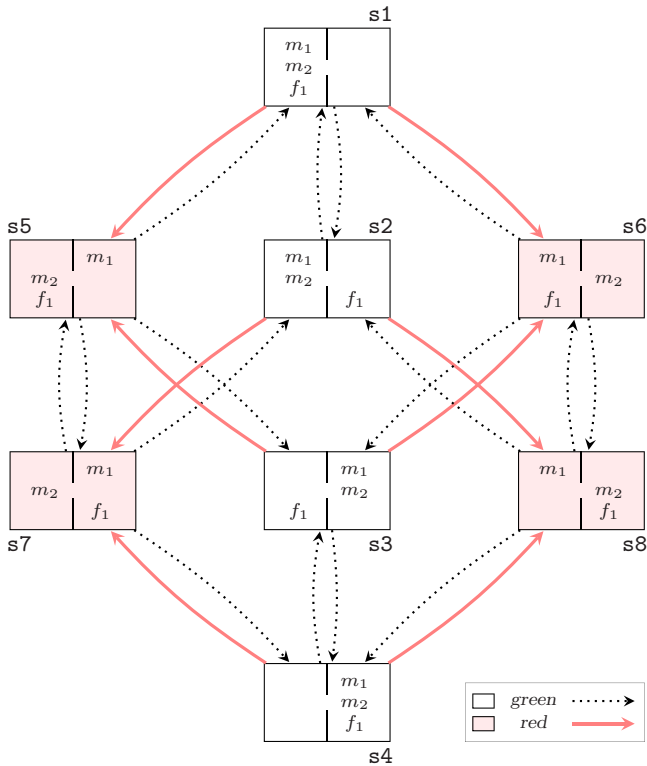 s1
m₁
m₂
f₁
s5
m₁
m₂
f₁
s2
m₁
m₂
f₁
s6
m₁
m₂
f₁
s7
m₁
m₂
f₁
m₁
m₂
f₁
s3
m₁
m₂
f₁
s8
m₁
m₂
f₁
s4
green
red